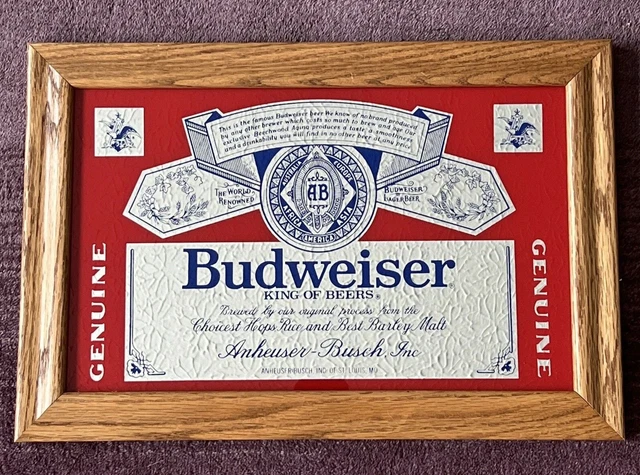 This is the famous Budweiser beer. We know of no brand produced
by any other brewer which costs so much to brew and age. Our
exclusive Beechwood Aging produces a taste, a smoothness
and a drinkability you will find in no other beer at any price.
THE WORLD
RENOWNED
AB
BUDWEISER
LAGER BEER
AMERICA
ASIA
GENUINE
Budweiser
KING OF BEERS®
Brewed by our original process from the
Choicest Hops, Rice and Best Barley Malt
Anheuser-Busch, Inc.
ANHEUSER-BUSCH, INC. OF ST. LOUIS, MO.
GENUINE